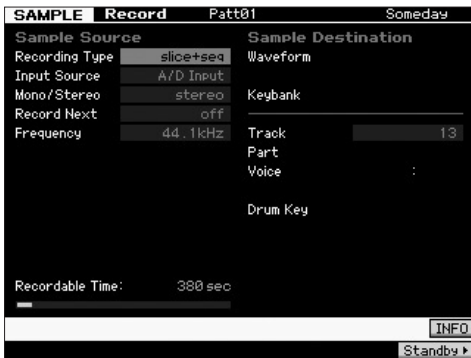 SAMPLE Record Patt01 Someday
Sample Source Sample Destination
Recording Type slice+seq Waveform
Input Source A/D Input
Mono/Stereo stereo Keybank
Record Next off
Frequency 44.1kHz Track 13
Part
Voice :
Drum Key
Recordable Time: 380 sec
INFO
Standby